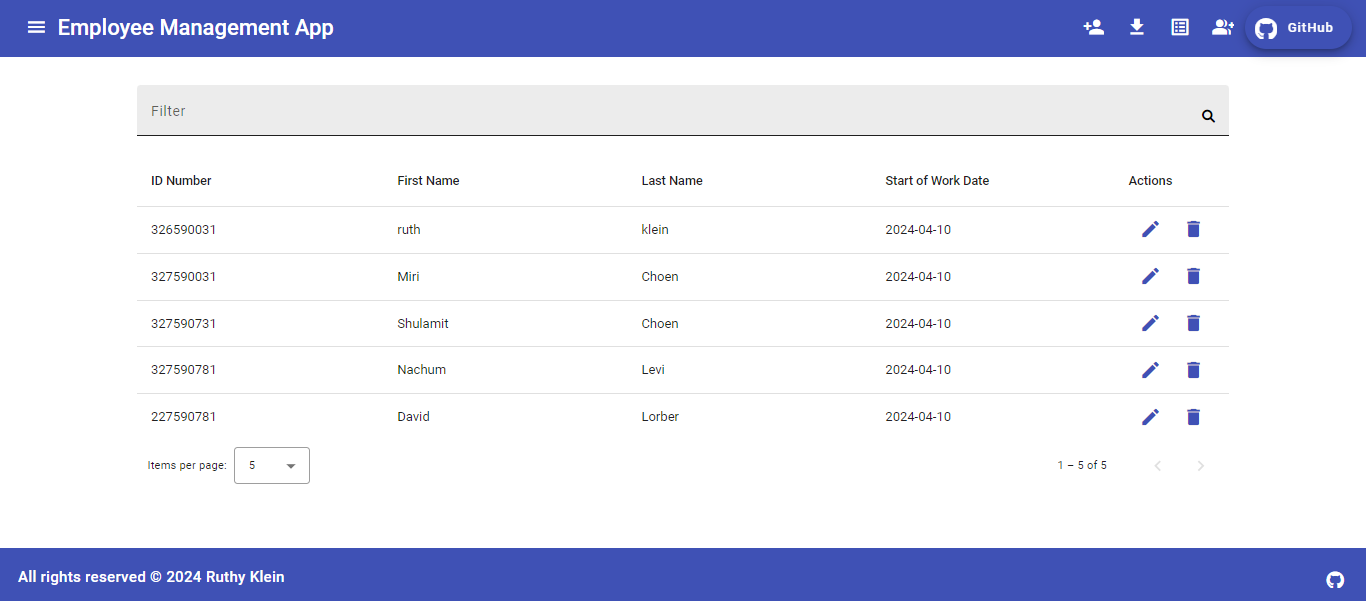 Employee Management App GitHub
Filter
ID Number First Name Last Name Start of Work Date Actions
326590031 ruth klein 2024-04-10
327590031 Miri Choen 2024-04-10
327590731 Shulamit Choen 2024-04-10
327590781 Nachum Levi 2024-04-10
227590781 David Lorber 2024-04-10
Items per page: 5 1 – 5 of 5
All rights reserved © 2024 Ruthy Klein